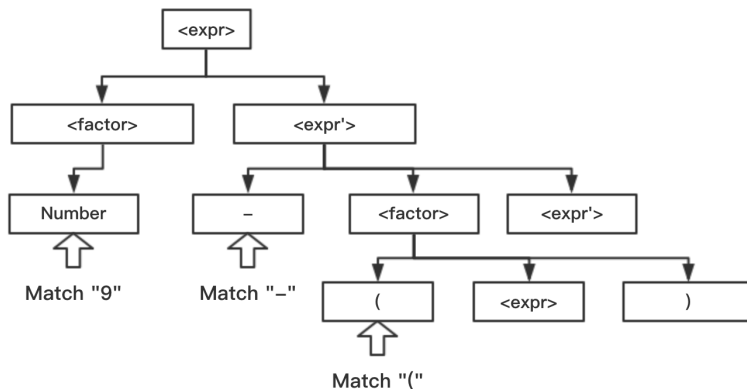 <expr>
<factor>
<expr'>
Number
-
<factor>
<expr'>
Match "9"
Match "-"
(
<expr>
)
Match "("